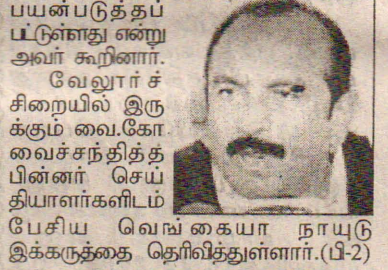 பயன்படுத்தப்
பட்டுள்ளது என்று
அவர் கூறினார்.
வேலூர்ச்
சிறையில் இரு
க்கும் வை.கோ
வைச்சந்தித்த
பின்னர் செய்
தியாளர்களிடம்
பேசிய வெங்கையா நாயுடு
இக்கருத்தை தெரிவித்துள்ளார்.(பி-2)